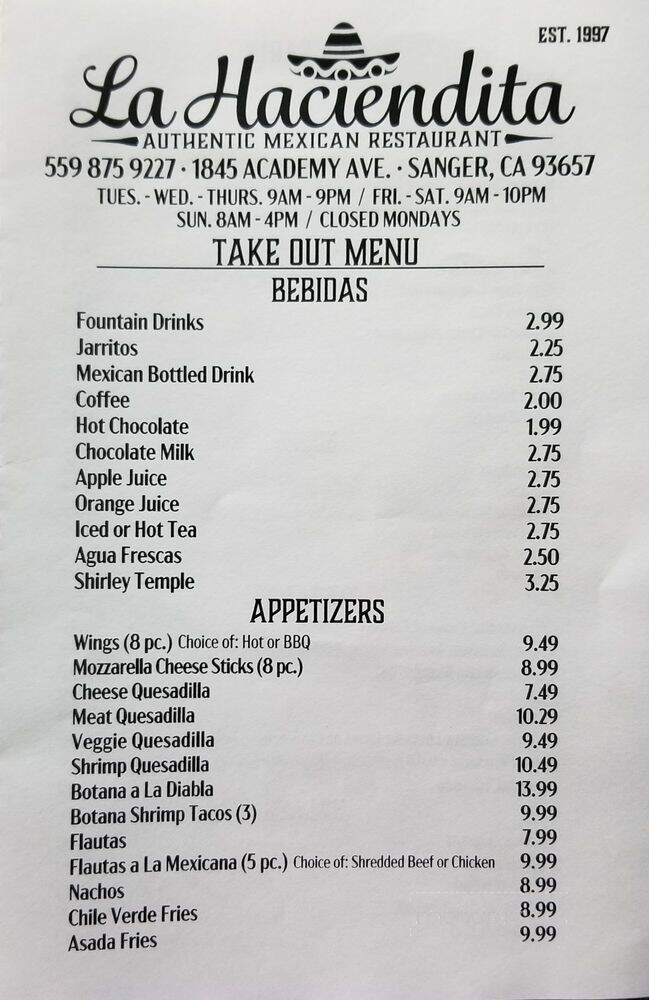 EST. 1997
La Haciendita
AUTHENTIC MEXICAN RESTAURANT
559 875 9227 · 1845 ACADEMY AVE. · SANGER, CA 93657
TUES. - WED. - THURS. 9AM - 9PM / FRI. - SAT. 9AM - 10PM
SUN. 8AM - 4PM / CLOSED MONDAYS
TAKE OUT MENU
BEBIDAS
Fountain Drinks 2.99
Jarritos 2.25
Mexican Bottled Drink 2.75
Coffee 2.00
Hot Chocolate 1.99
Chocolate Milk 2.75
Apple Juice 2.75
Orange Juice 2.75
Iced or Hot Tea 2.75
Agua Frescas 2.50
Shirley Temple 3.25
APPETIZERS
Wings (8 pc.) Choice of: Hot or BBQ 9.49
Mozzarella Cheese Sticks (8 pc.) 8.99
Cheese Quesadilla 7.49
Meat Quesadilla 10.29
Veggie Quesadilla 9.49
Shrimp Quesadilla 10.49
Botana a La Diabla 13.99
Botana Shrimp Tacos (3) 9.99
Flautas 7.99
Flautas a La Mexicana (5 pc.) Choice of: Shredded Beef or Chicken 9.99
Nachos 8.99
Chile Verde Fries 8.99
Asada Fries 9.99